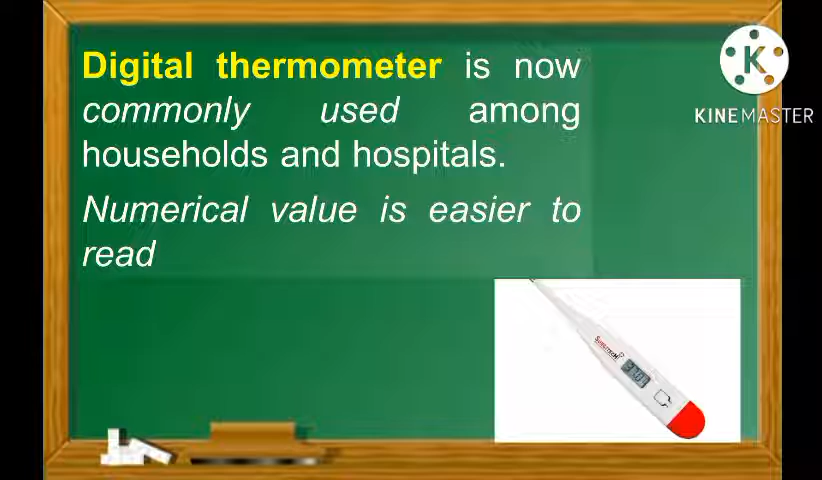 Digital thermometer is now
commonly used among
households and hospitals.
Numerical value is easier to
read
KINEMASTER